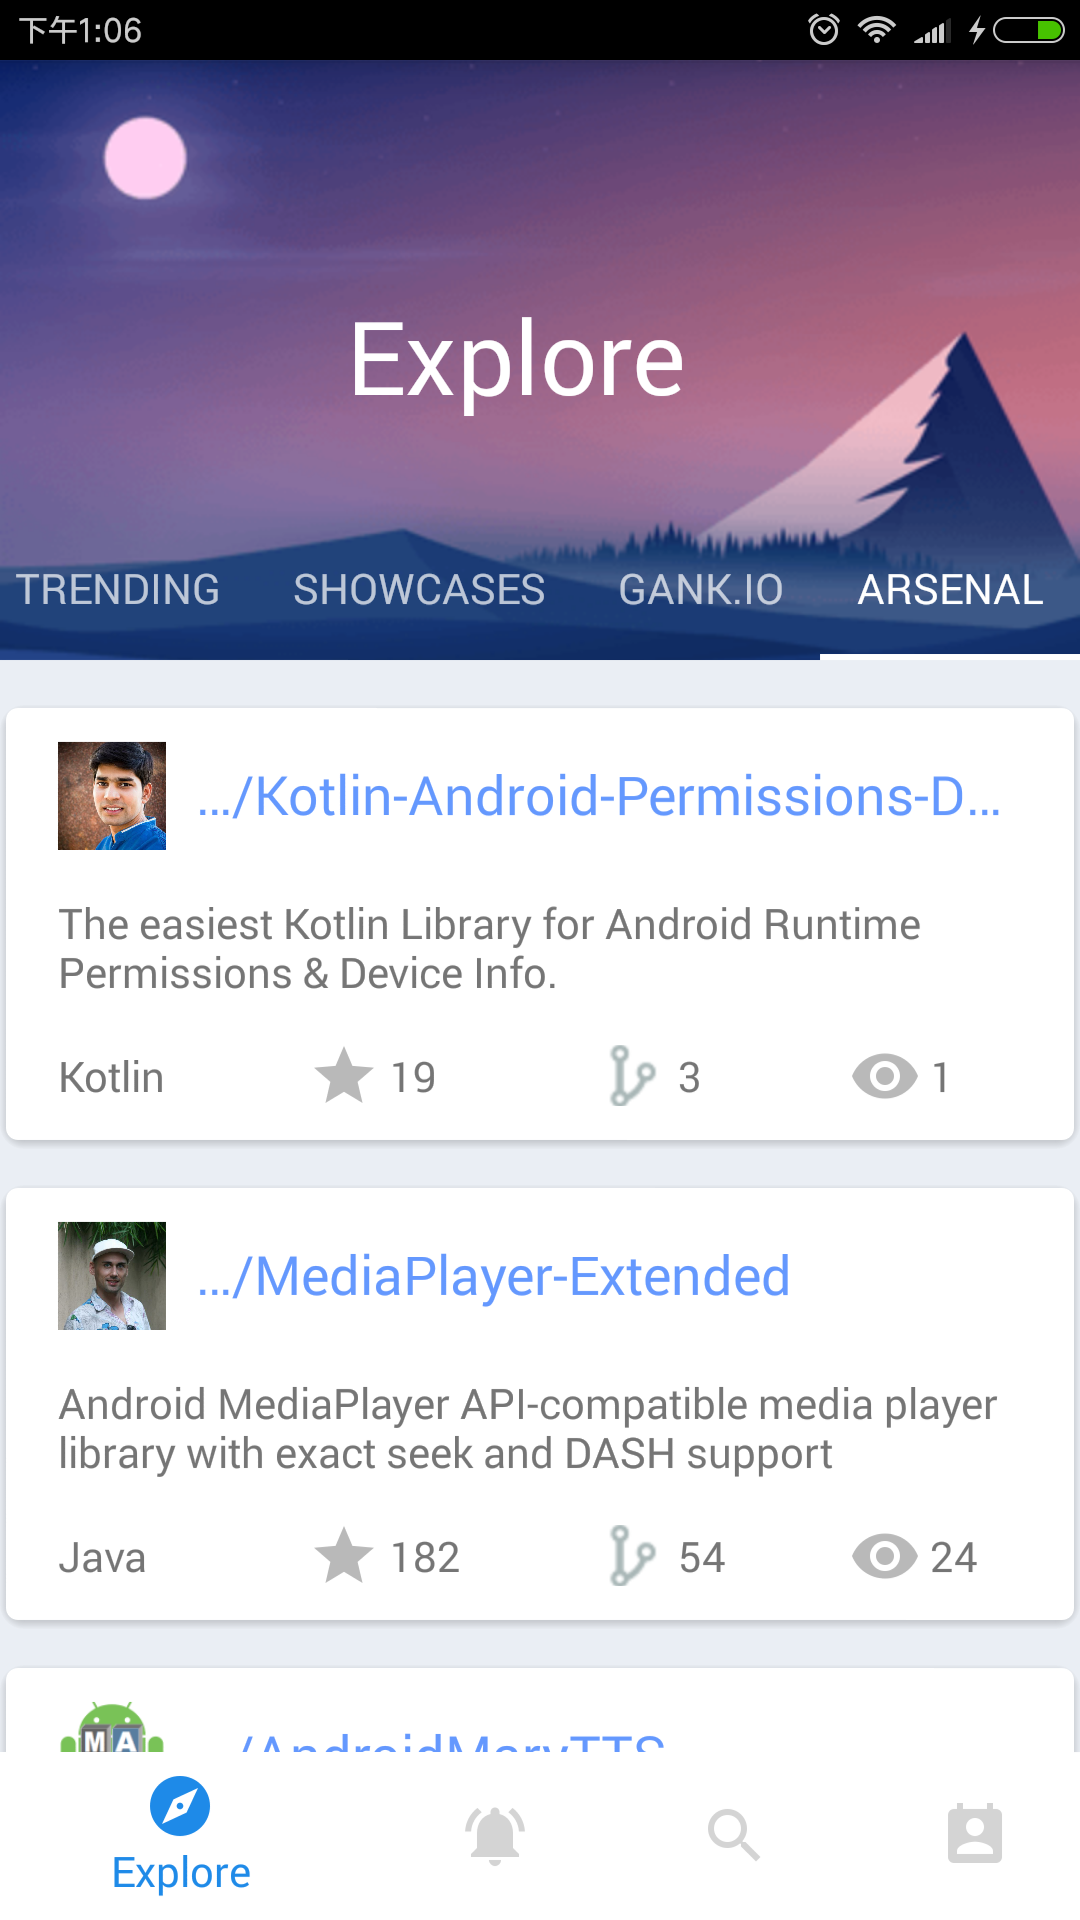 下午1:06
Explore
TRENDING SHOWCASES GANK.IO ARSENAL
.../Kotlin-Android-Permissions-D...
The easiest Kotlin Library for Android Runtime
Permissions & Device Info.
Kotlin 19 3 1
.../MediaPlayer-Extended
Android MediaPlayer API-compatible media player
library with exact seek and DASH support
Java 182 54 24
MA
/AndroidMaryTTS
Explore